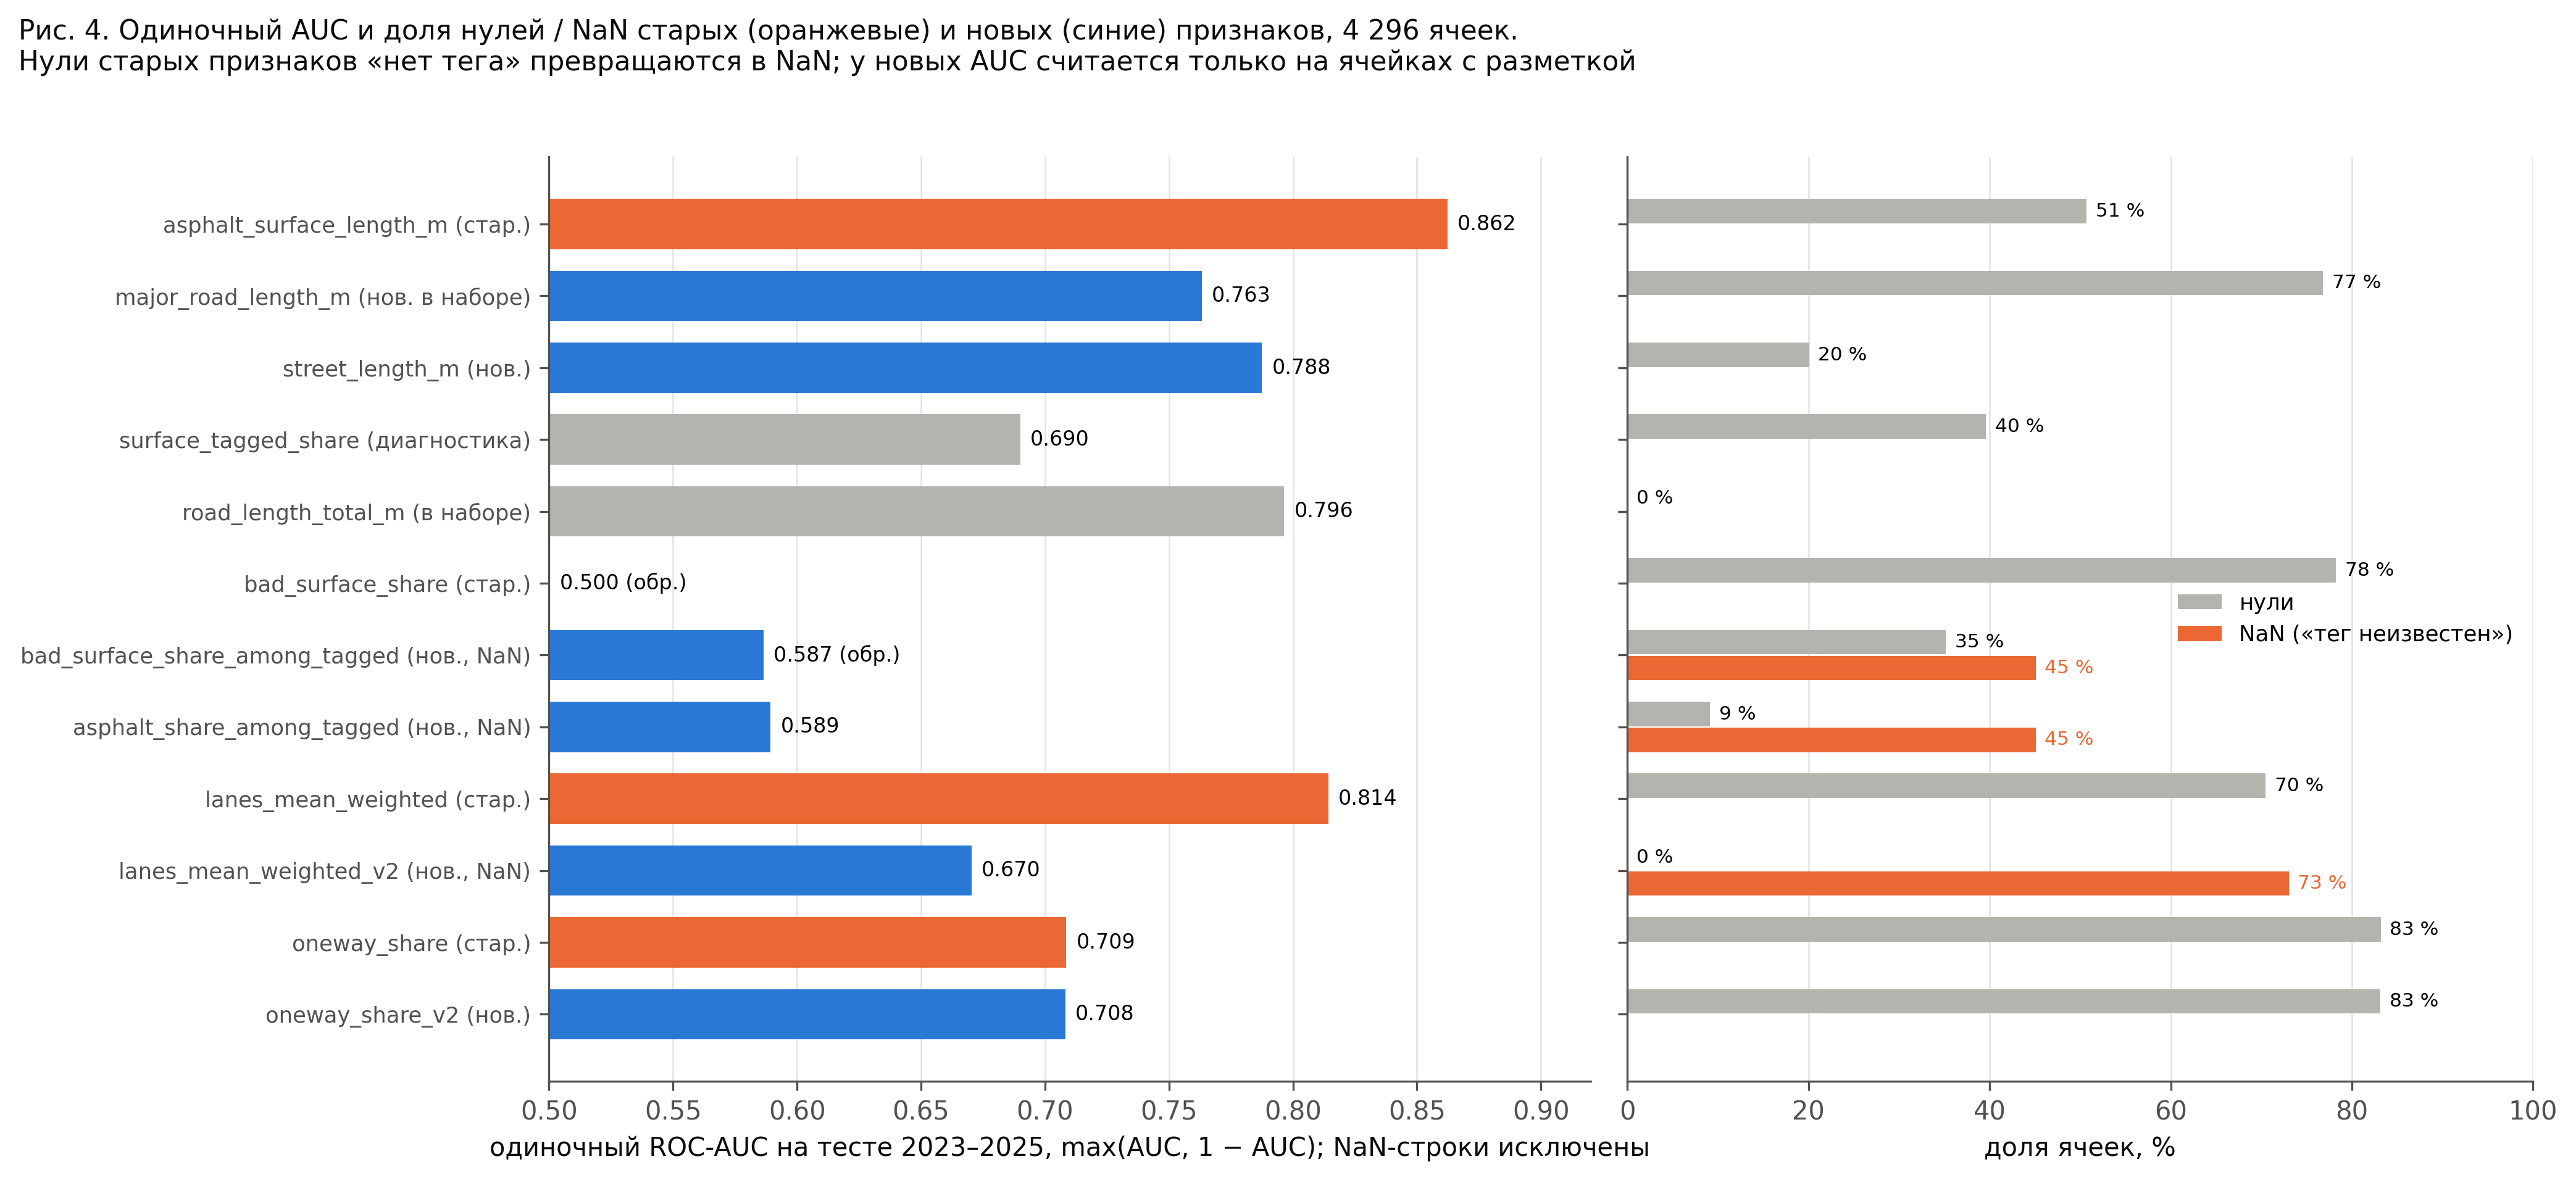 Рис. 4. Одиночный AUC и доля нулей / NaN старых (оранжевые) и новых (синие) признаков, 4 296 ячеек.
Нули старых признаков «нет тега» превращаются в NaN; у новых AUC считается только на ячейках с разметкой
asphalt_surface_length_m (стар.)
0.862
51 %
major_road_length_m (нов. в наборе)
0.763
77 %
street_length_m (нов.)
0.788
20 %
surface_tagged_share (диагностика)
0.690
40 %
road_length_total_m (в наборе)
0.796
0 %
bad_surface_share (стар.)
0.500 (обр.)
78 %
нули
NaN («тег неизвестен»)
bad_surface_share_among_tagged (нов., NaN)
0.587 (обр.)
35 %
45 %
asphalt_share_among_tagged (нов., NaN)
0.589
9 %
45 %
lanes_mean_weighted (стар.)
0.814
70 %
lanes_mean_weighted_v2 (нов., NaN)
0.670
0 %
73 %
oneway_share (стар.)
0.709
83 %
oneway_share_v2 (нов.)
0.708
83 %
0.50 0.55 0.60 0.65 0.70 0.75 0.80 0.85 0.90
0 20 40 60 80 100
одиночный ROC-AUC на тесте 2023–2025, max(AUC, 1 − AUC); NaN-строки исключены
доля ячеек, %